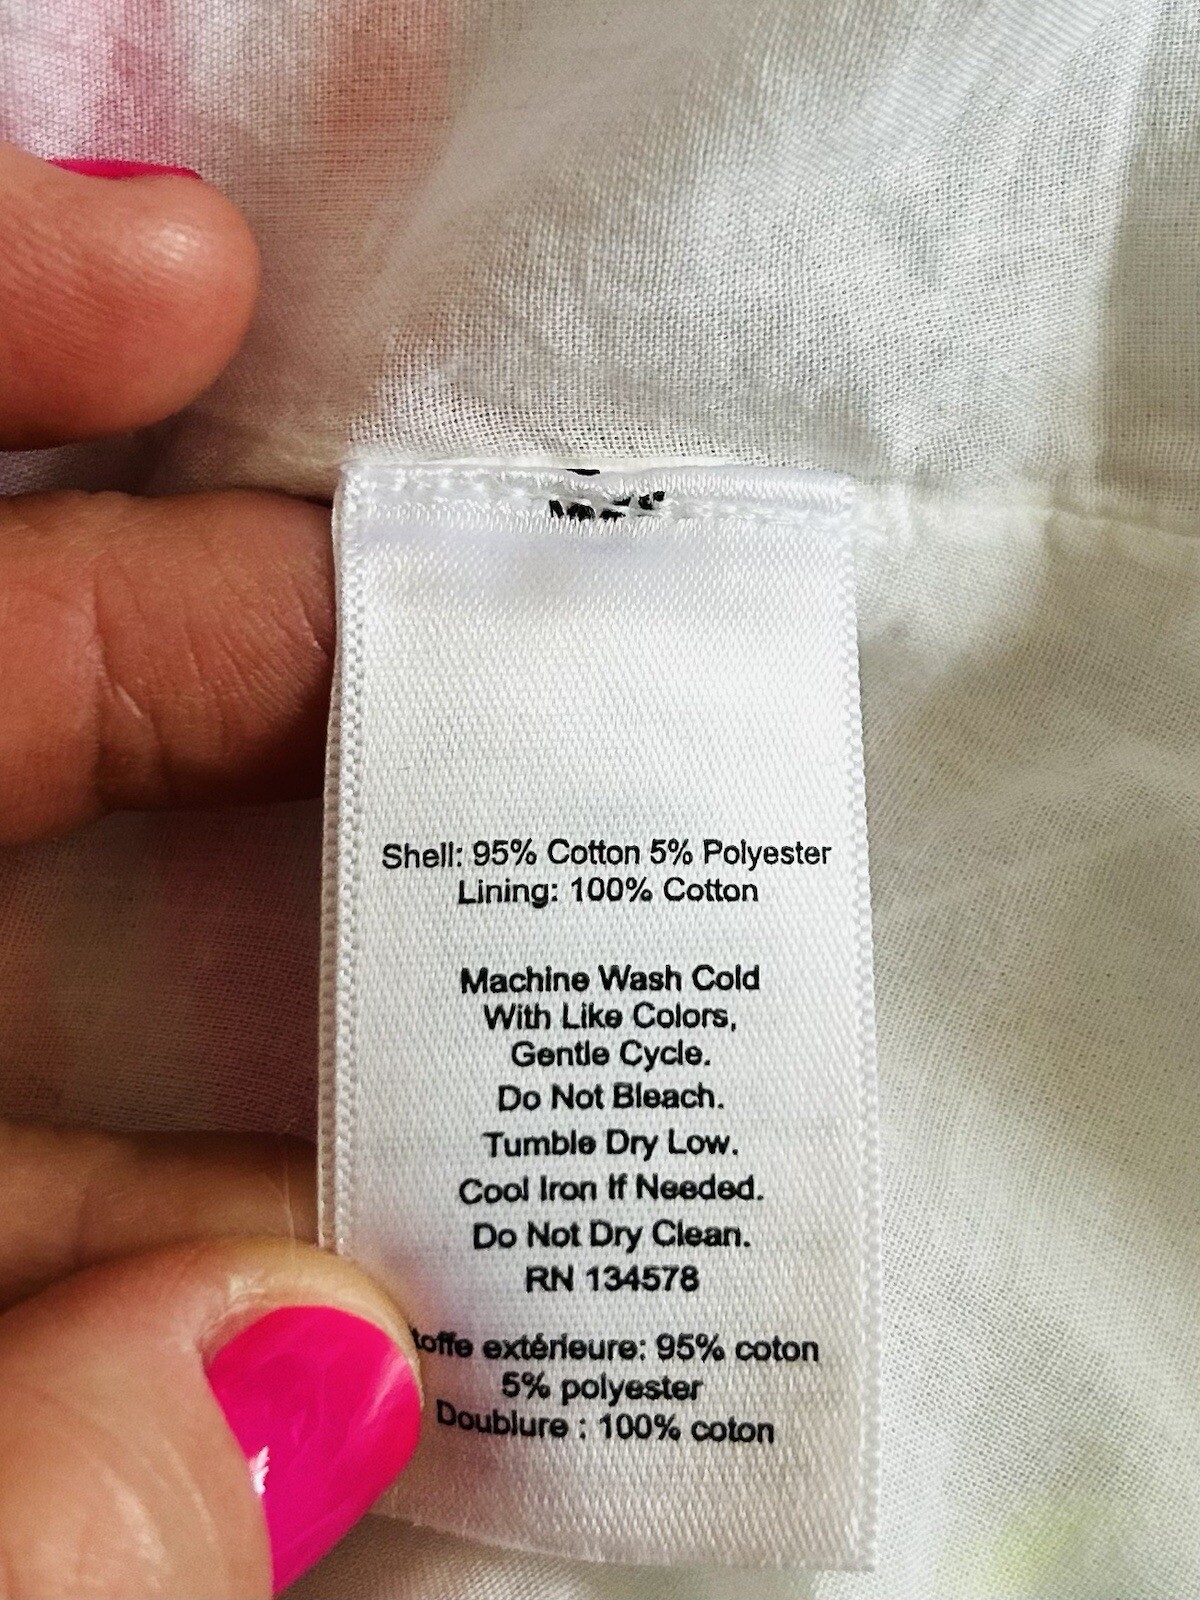 Shell: 95% Cotton 5% Polyester
Lining: 100% Cotton
Machine Wash Cold
With Like Colors,
Gentle Cycle.
Do Not Bleach.
Tumble Dry Low.
Cool Iron If Needed.
Do Not Dry Clean.
RN 134578
toffe extérieure: 95% coton
5% polyester
Doublure : 100% coton